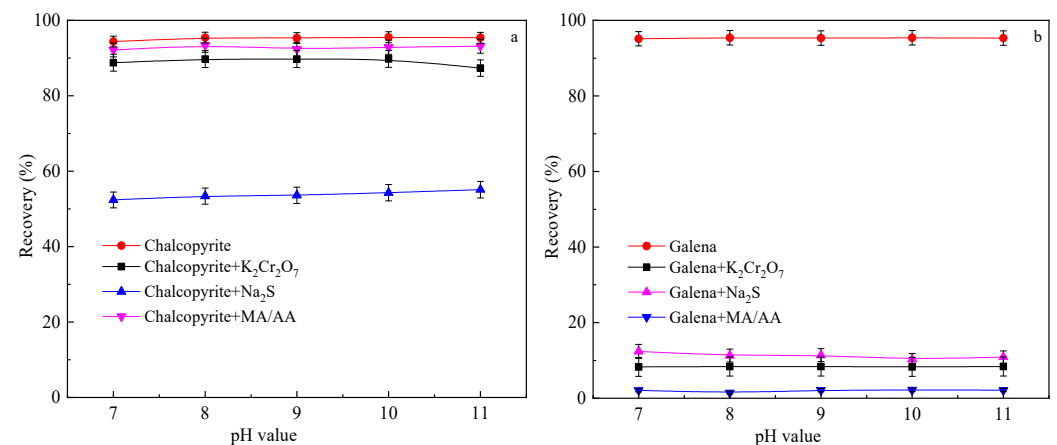 a
100
80
60
40
20
0
Recovery (%)
Chalcopyrite
Chalcopyrite+K₂Cr₂O₇
Chalcopyrite+Na₂S
Chalcopyrite+MA/AA
7 8 9 10 11
pH value
b
100
80
60
40
20
0
Recovery (%)
Galena
Galena+K₂Cr₂O₇
Galena+Na₂S
Galena+MA/AA
7 8 9 10 11
pH value